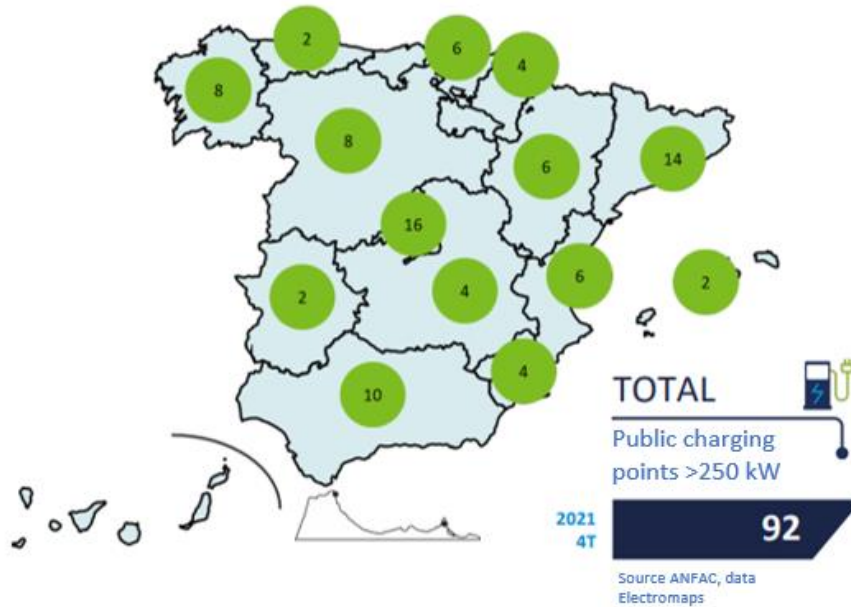 2
6
4
8
8
6
14
16
2
4
6
2
4
10
TOTAL
Public charging
points >250 kW
2021
4T
92
Source ANFAC, data
Electromaps